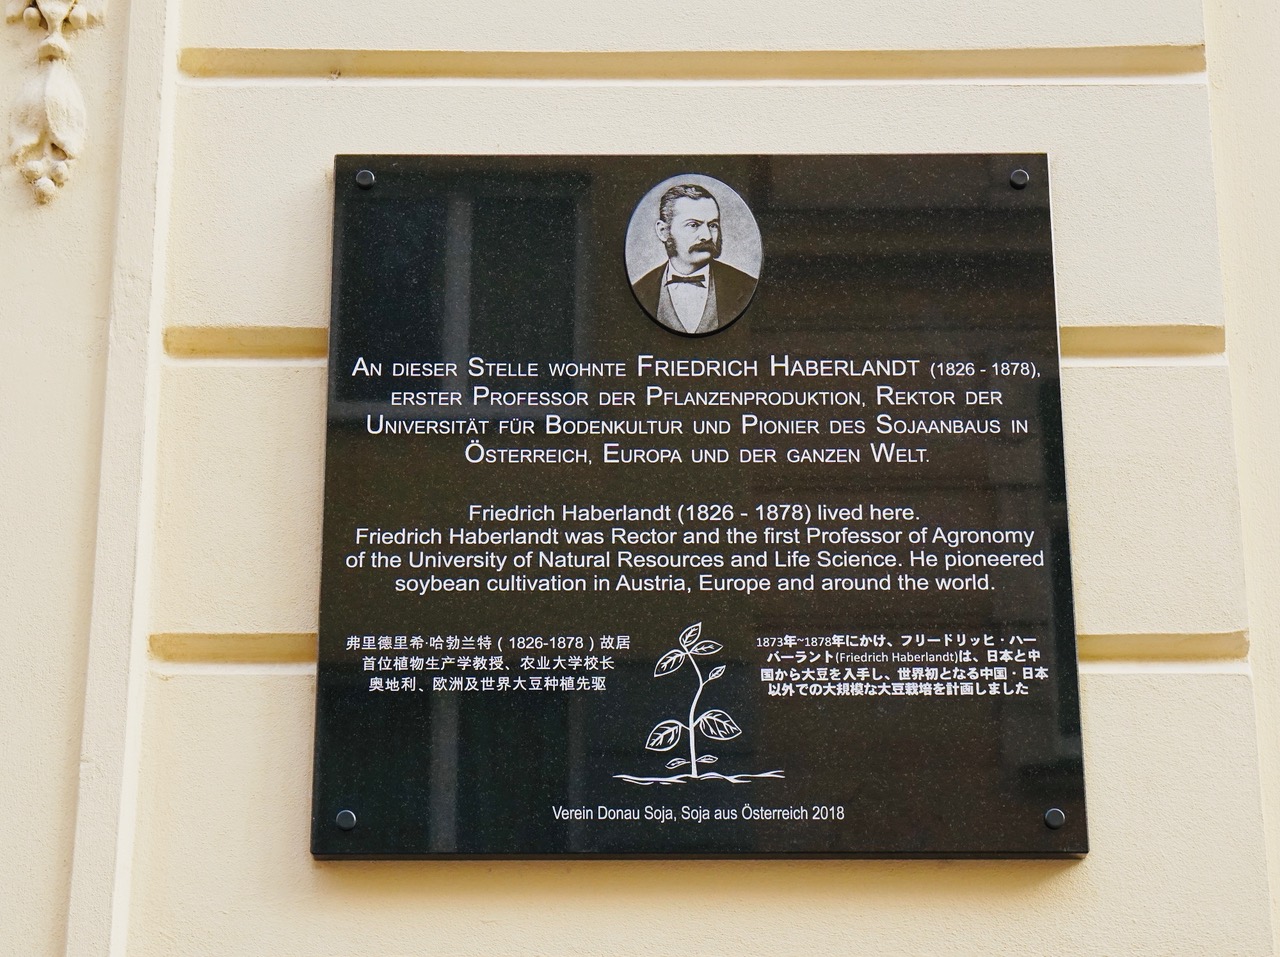 An dieser Stelle wohnte Friedrich Haberlandt (1826 - 1878),
erster Professor der Pflanzenproduktion, Rektor der
Universität für Bodenkultur und Pionier des Sojaanbaus in
Österreich, Europa und der ganzen Welt.
Friedrich Haberlandt (1826 - 1878) lived here.
Friedrich Haberlandt was Rector and the first Professor of Agronomy
of the University of Natural Resources and Life Science. He pioneered
soybean cultivation in Austria, Europe and around the world.
弗里德里希·哈勃兰特（1826-1878）故居
首位植物生产学教授、农业大学校长
奥地利、欧洲及世界大豆种植先驱
1873年~1878年にかけ、フリードリッヒ・ハー
バーラント(Friedrich Haberlandt)は、日本と中
国から大豆を入手し、世界初となる中国・日本
以外での大規模な大豆栽培を計画しました
Verein Donau Soja, Soja aus Österreich 2018